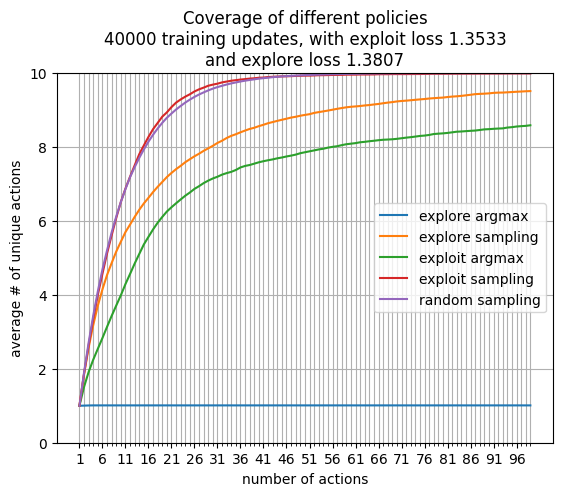 Coverage of different policies
40000 training updates, with exploit loss 1.3533
and explore loss 1.3807
average # of unique actions
10
8
6
4
2
0
explore argmax
explore sampling
exploit argmax
exploit sampling
random sampling
1 6 11 16 21 26 31 36 41 46 51 56 61 66 71 76 81 86 91 96
number of actions